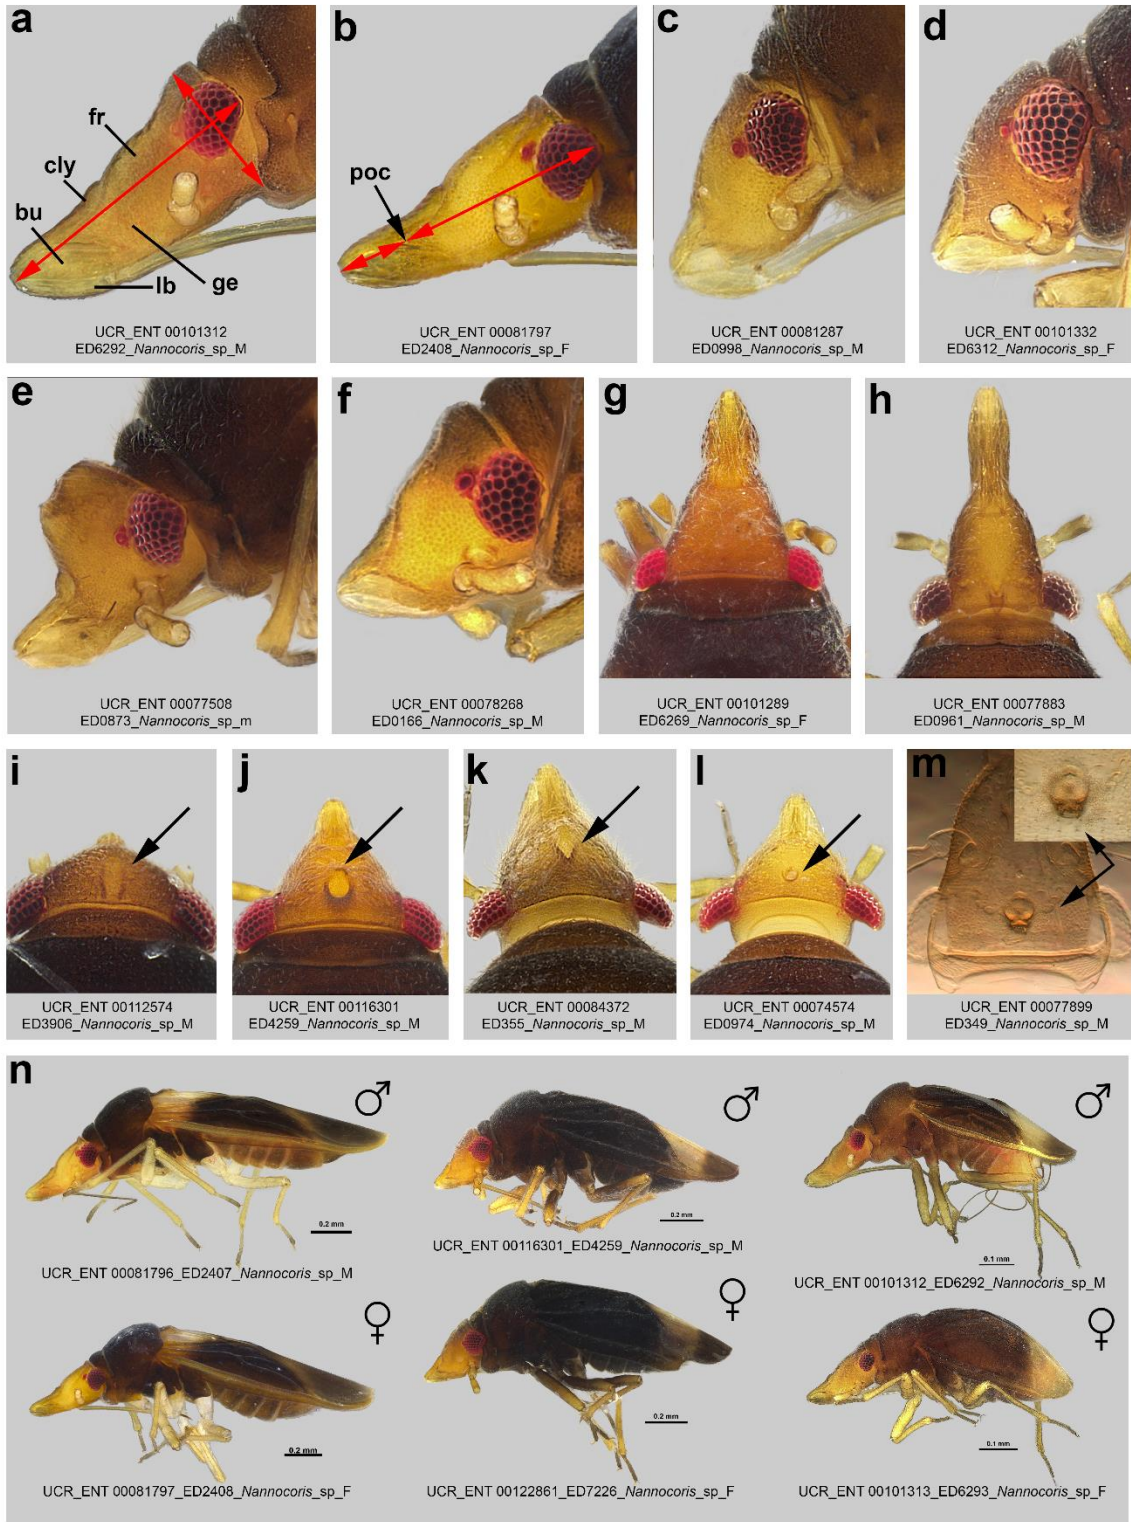 a
fr
cly
bu
lb
ge
UCR_ENT 00101312
ED6292_Nannocoris_sp_M
b
poc
UCR_ENT 00081797
ED2408_Nannocoris_sp_F
c
UCR_ENT 00081287
ED0998_Nannocoris_sp_M
d
UCR_ENT 00101332
ED6312_Nannocoris_sp_F
e
UCR_ENT 00077508
ED0873_Nannocoris_sp_m
f
UCR_ENT 00078268
ED0166_Nannocoris_sp_M
g
UCR_ENT 00101289
ED6269_Nannocoris_sp_F
h
UCR_ENT 00077883
ED0961_Nannocoris_sp_M
i
UCR_ENT 00112574
ED3906_Nannocoris_sp_M
j
UCR_ENT 00116301
ED4259_Nannocoris_sp_M
k
UCR_ENT 00084372
ED355_Nannocoris_sp_M
l
UCR_ENT 00074574
ED0974_Nannocoris_sp_M
m
UCR_ENT 00077899
ED349_Nannocoris_sp_M
n
♂
0.2 mm
UCR_ENT 00081796_ED2407_Nannocoris_sp_M
♂
0.2 mm
UCR_ENT 00116301_ED4259_Nannocoris_sp_M
♂
0.1 mm
UCR_ENT 00101312_ED6292_Nannocoris_sp_M
♀
0.2 mm
UCR_ENT 00081797_ED2408_Nannocoris_sp_F
♀
0.2 mm
UCR_ENT 00122861_ED7226_Nannocoris_sp_F
♀
0.1 mm
UCR_ENT 00101313_ED6293_Nannocoris_sp_F